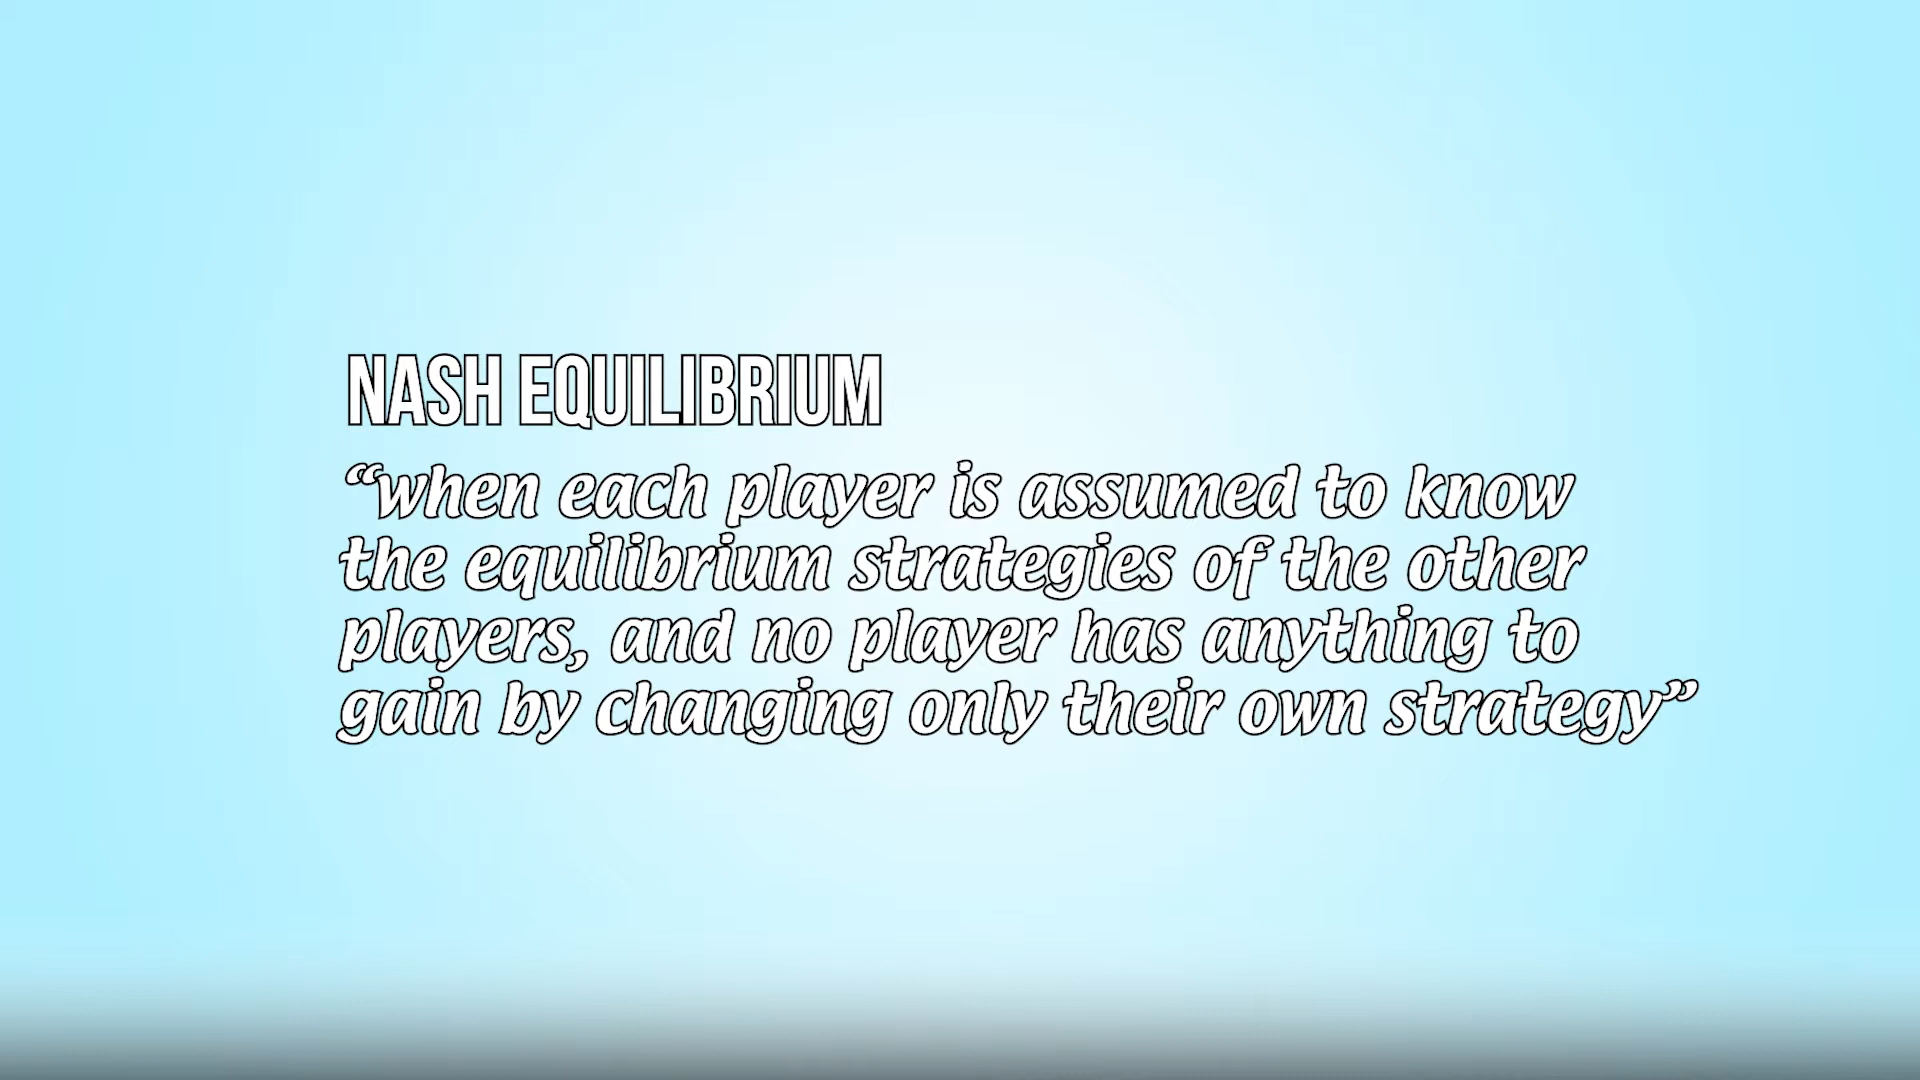 NASH EQUILIBRIUM
“when each player is assumed to know
the equilibrium strategies of the other
players, and no player has anything to
gain by changing only their own strategy”